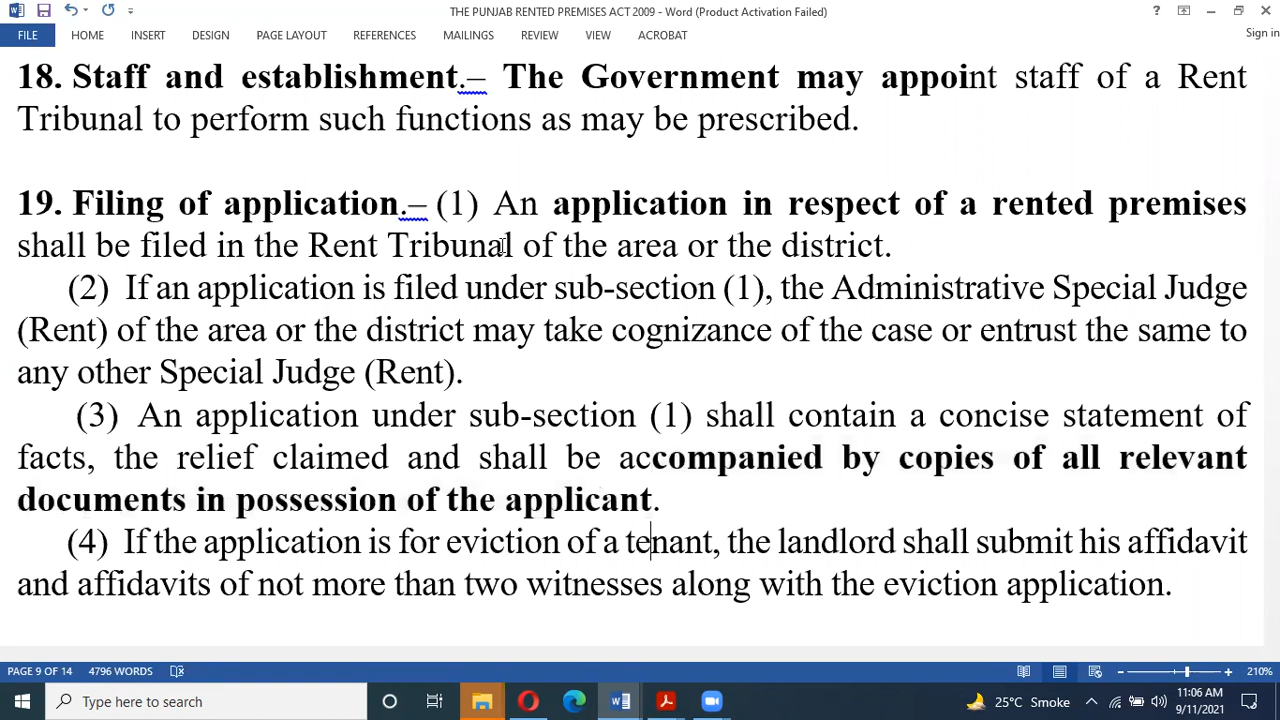 THE PUNJAB RENTED PREMISES ACT 2009 - Word (Product Activation Failed)
FILE HOME INSERT DESIGN PAGE LAYOUT REFERENCES MAILINGS REVIEW VIEW ACROBAT Sign in
18. Staff and establishment.– The Government may appoint staff of a Rent
Tribunal to perform such functions as may be prescribed.
19. Filing of application.– (1) An application in respect of a rented premises
shall be filed in the Rent Tribunal of the area or the district.
(2) If an application is filed under sub-section (1), the Administrative Special Judge
(Rent) of the area or the district may take cognizance of the case or entrust the same to
any other Special Judge (Rent).
(3) An application under sub-section (1) shall contain a concise statement of
facts, the relief claimed and shall be accompanied by copies of all relevant
documents in possession of the applicant.
(4) If the application is for eviction of a tenant, the landlord shall submit his affidavit
and affidavits of not more than two witnesses along with the eviction application.
PAGE 9 OF 14 4796 WORDS 210%
Type here to search 25°C Smoke 11:06 AM
9/11/2021